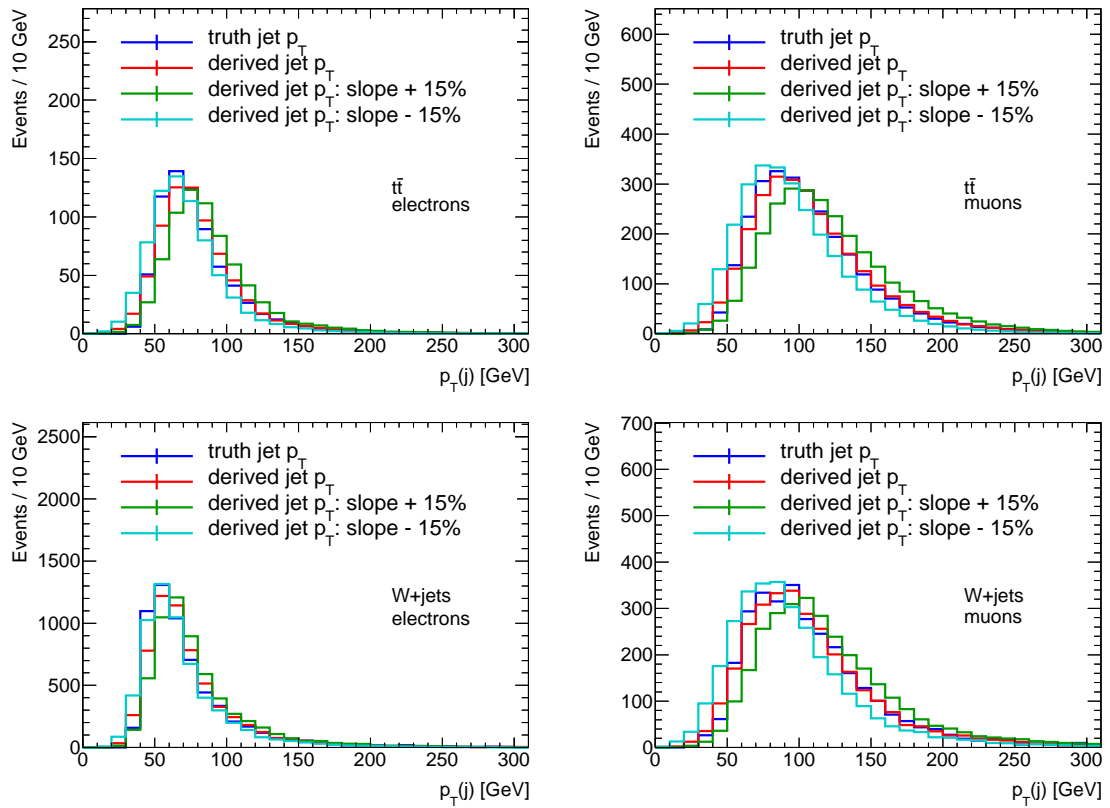 Events / 10 GeV
250
200
150
100
50
0
truth jet p_T
derived jet p_T
derived jet p_T: slope + 15%
derived jet p_T: slope - 15%
tt̄
electrons
0 50 100 150 200 250 300
p_T(j) [GeV]
Events / 10 GeV
600
500
400
300
200
100
0
truth jet p_T
derived jet p_T
derived jet p_T: slope + 15%
derived jet p_T: slope - 15%
tt̄
muons
0 50 100 150 200 250 300
p_T(j) [GeV]
Events / 10 GeV
2500
2000
1500
1000
500
0
truth jet p_T
derived jet p_T
derived jet p_T: slope + 15%
derived jet p_T: slope - 15%
W+jets
electrons
0 50 100 150 200 250 300
p_T(j) [GeV]
Events / 10 GeV
700
600
500
400
300
200
100
0
truth jet p_T
derived jet p_T
derived jet p_T: slope + 15%
derived jet p_T: slope - 15%
W+jets
muons
0 50 100 150 200 250 300
p_T(j) [GeV]